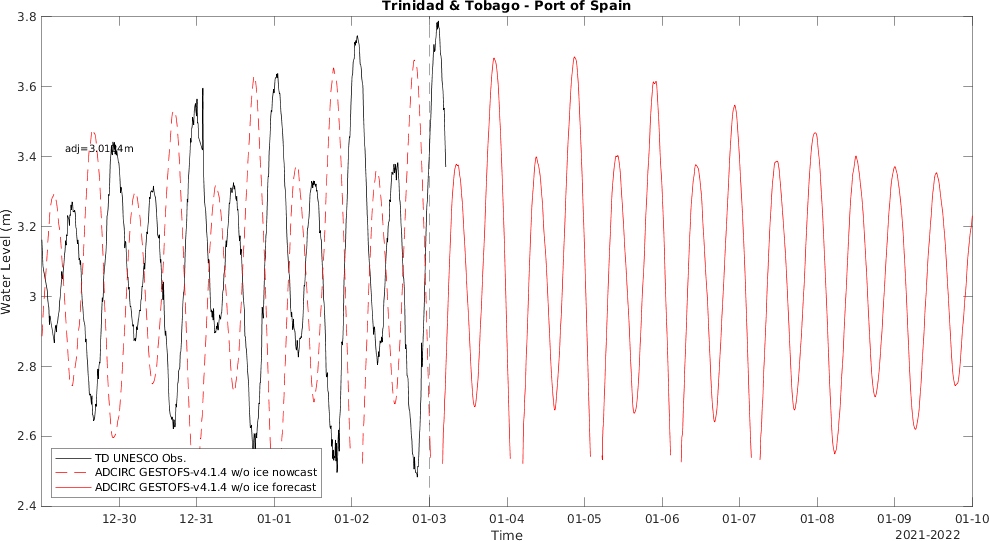 Trinidad & Tobago - Port of Spain
3.8
3.6
3.4
3.2
3
2.8
2.6
2.4
Water Level (m)
TD UNESCO Obs.
ADCIRC GESTOFS-v4.1.4 w/o ice nowcast
ADCIRC GESTOFS-v4.1.4 w/o ice forecast
12-30 12-31 01-01 01-02 01-03 01-04 01-05 01-06 01-07 01-08 01-09 01-10
Time
2021-2022